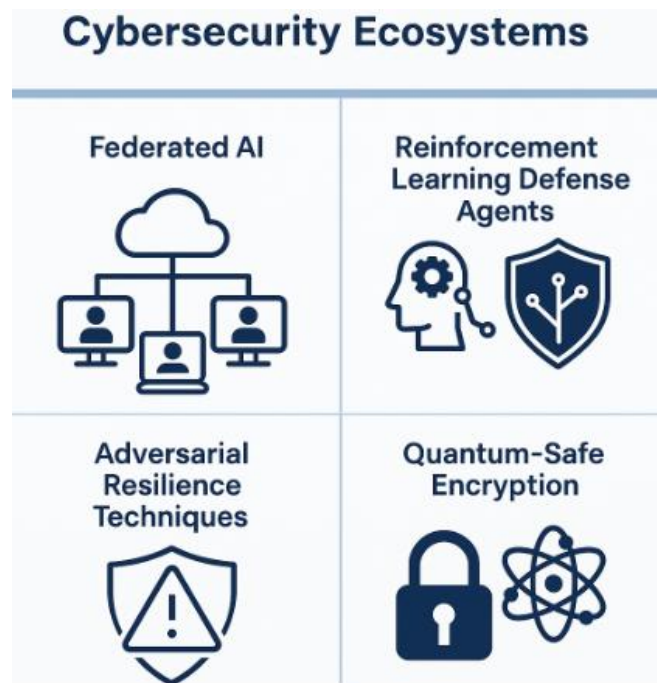 Cybersecurity Ecosystems
Federated AI
Reinforcement
Learning Defense
Agents
Adversarial
Resilience
Techniques
Quantum-Safe
Encryption